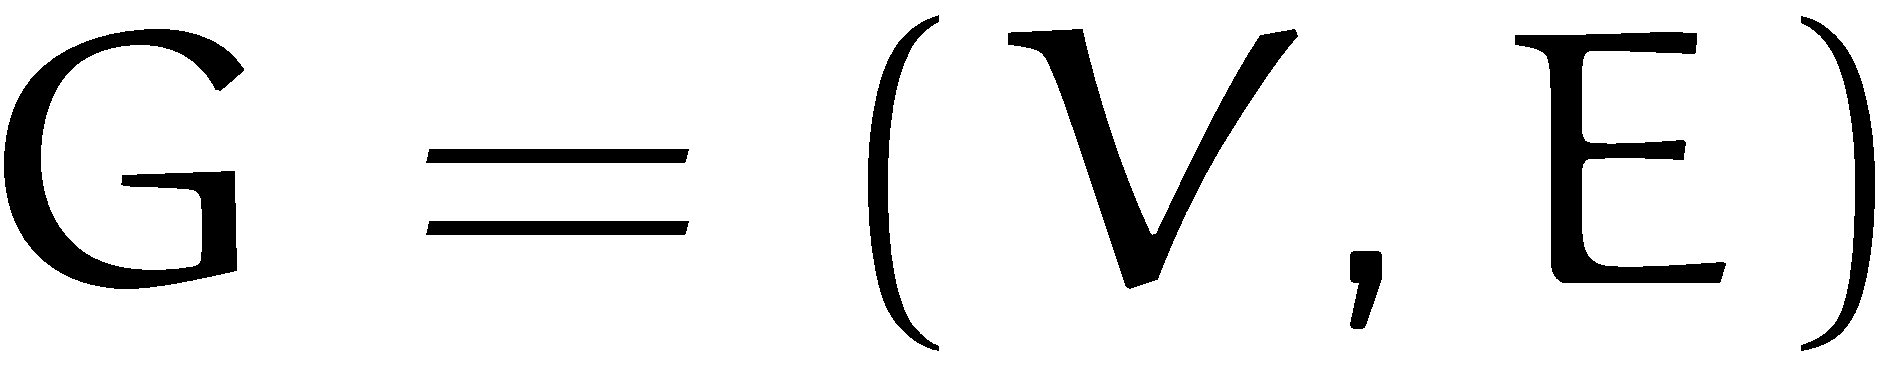 G = (V, E)